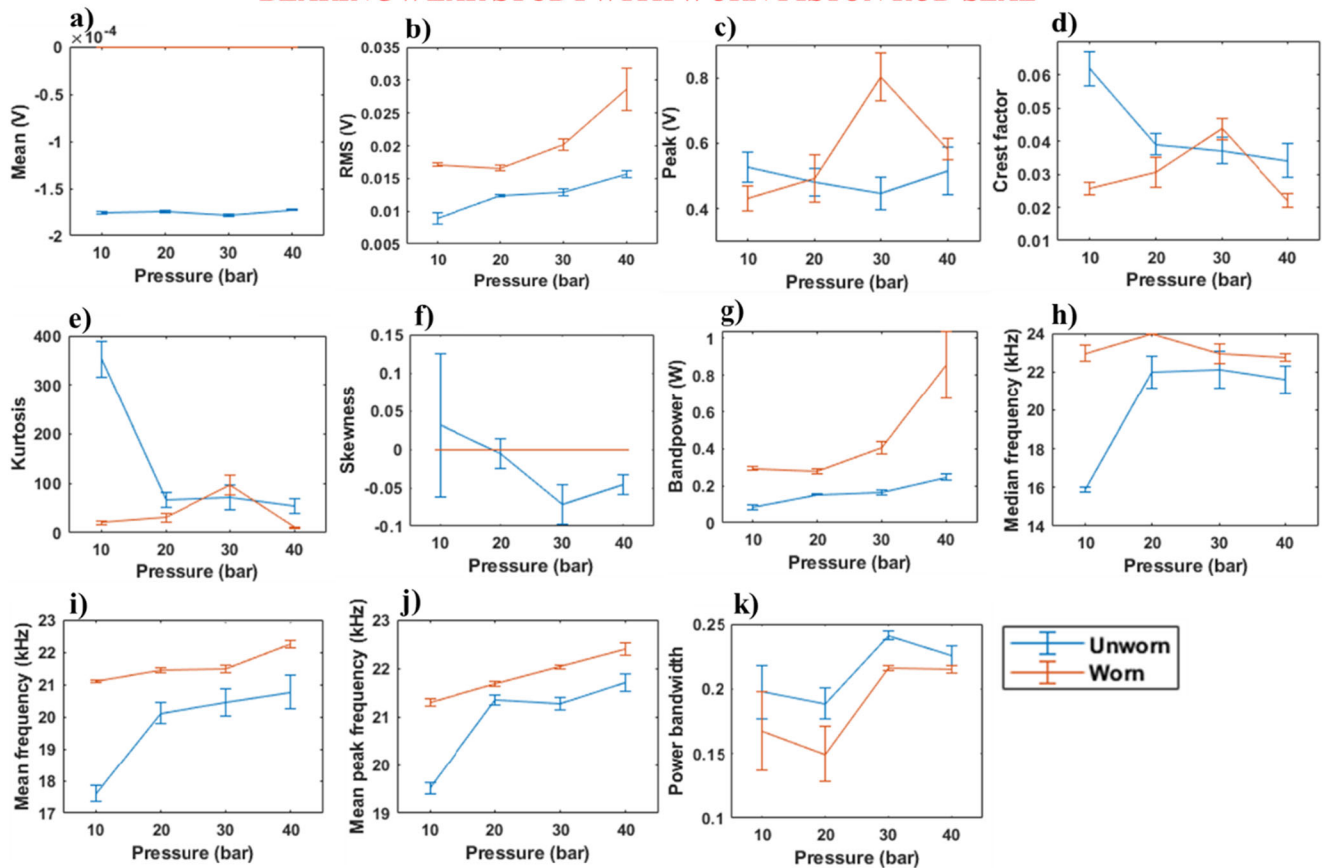 a)
×10⁻⁴
0
-0.5
-1
-1.5
-2
Mean (V)
10 20 30 40
Pressure (bar)
b)
0.035
0.03
0.025
0.02
0.015
0.01
0.005
RMS (V)
10 20 30 40
Pressure (bar)
c)
0.8
0.6
0.4
Peak (V)
10 20 30 40
Pressure (bar)
d)
0.06
0.05
0.04
0.03
0.02
0.01
Crest factor
10 20 30 40
Pressure (bar)
e)
400
300
200
100
0
Kurtosis
10 20 30 40
Pressure (bar)
f)
0.15
0.1
0.05
0
-0.05
-0.1
Skewness
10 20 30 40
Pressure (bar)
g)
1
0.8
0.6
0.4
0.2
0
Bandpower (W)
10 20 30 40
Pressure (bar)
h)
24
22
20
18
16
14
Median frequency (kHz)
10 20 30 40
Pressure (bar)
i)
23
22
21
20
19
18
17
Mean frequency (kHz)
10 20 30 40
Pressure (bar)
j)
23
22
21
20
19
Mean peak frequency (kHz)
10 20 30 40
Pressure (bar)
k)
0.25
0.2
0.15
0.1
Power bandwidth
10 20 30 40
Pressure (bar)
Unworn
Worn